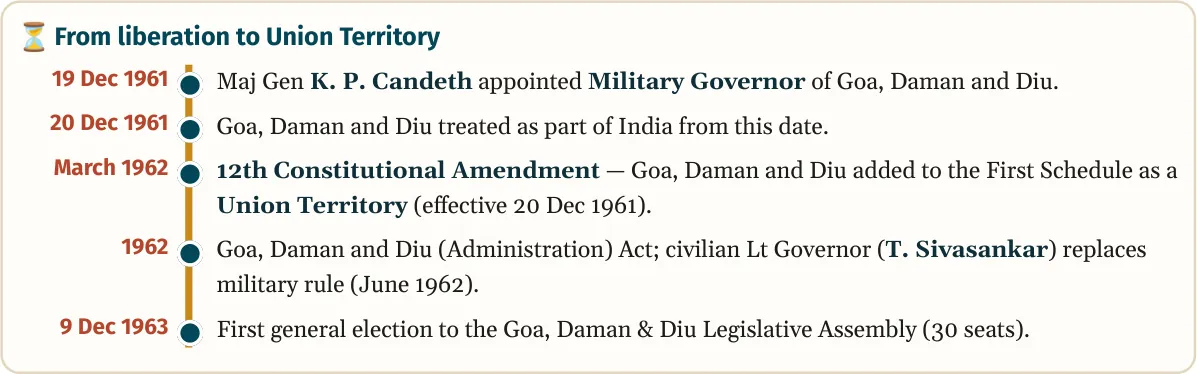 ⏳ From liberation to Union Territory
19 Dec 1961 Maj Gen K. P. Candeth appointed Military Governor of Goa, Daman and Diu.
20 Dec 1961 Goa, Daman and Diu treated as part of India from this date.
March 1962 12th Constitutional Amendment — Goa, Daman and Diu added to the First Schedule as a
Union Territory (effective 20 Dec 1961).
1962 Goa, Daman and Diu (Administration) Act; civilian Lt Governor (T. Sivasankar) replaces
military rule (June 1962).
9 Dec 1963 First general election to the Goa, Daman & Diu Legislative Assembly (30 seats).